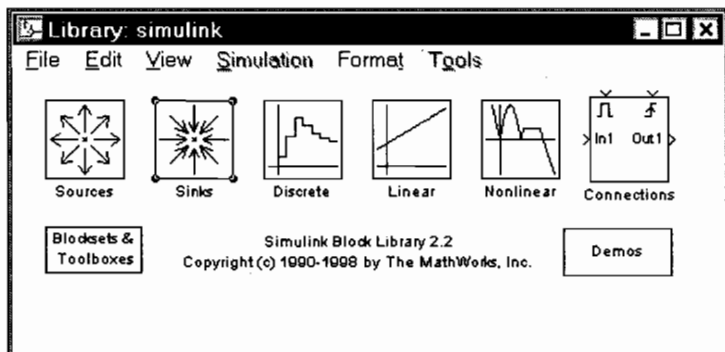 Library: simulink
File Edit View Simulation Format Tools
In1 Out1
Sources Sinks Discrete Linear Nonlinear Connections
Blocksets &
Toolboxes
Simulink Block Library 2.2
Copyright (c) 1990-1998 by The MathWorks, Inc.
Demos